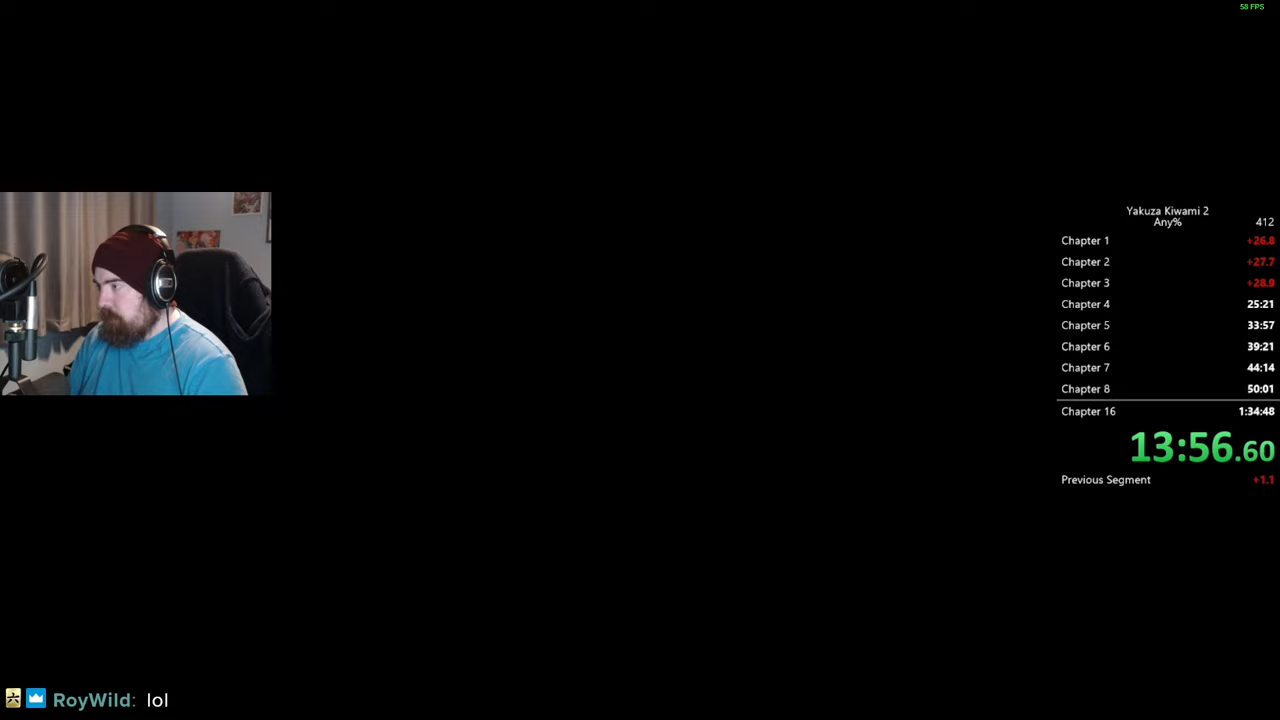 58 FPS
Yakuza Kiwami 2
Any% 412
Chapter 1 +26.8
Chapter 2 +27.7
Chapter 3 +28.9
Chapter 4 25:21
Chapter 5 33:57
Chapter 6 39:21
Chapter 7 44:14
Chapter 8 50:01
Chapter 16 1:34:48
13:56.60
Previous Segment +1.1
六 RoyWild: lol